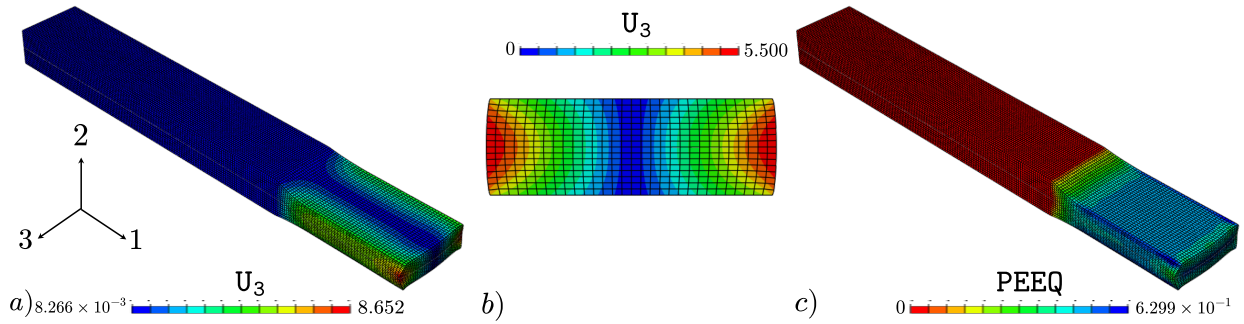 2
3
1
U₃
a) 8.266 × 10⁻³ 8.652
U₃
0 5.500
b)
PEEQ
c) 0 6.299 × 10⁻¹